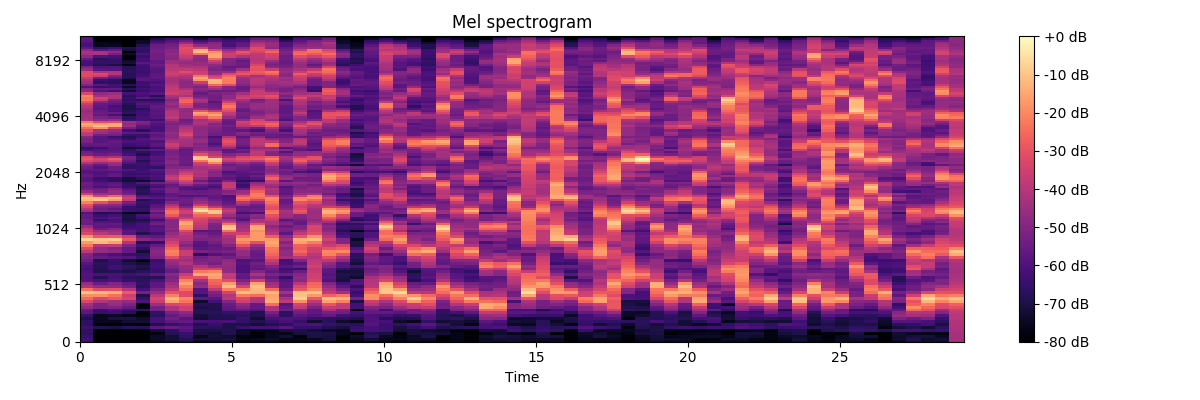 Mel spectrogram
Hz
8192
4096
2048
1024
512
0
0 5 10 15 20 25
Time
+0 dB
-10 dB
-20 dB
-30 dB
-40 dB
-50 dB
-60 dB
-70 dB
-80 dB